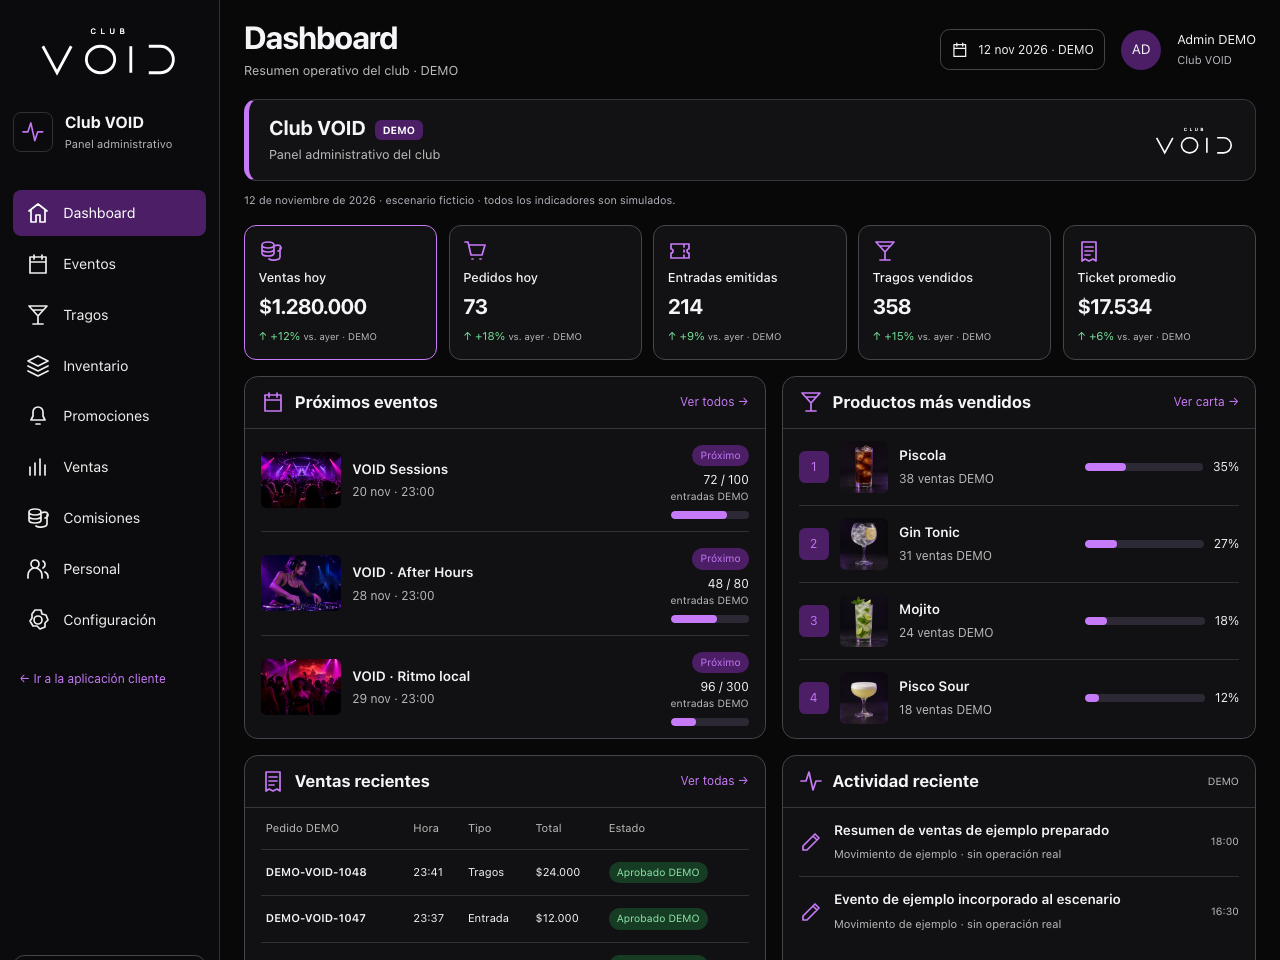 CLUB
VOID
Club VOID
Panel administrativo
Dashboard
Eventos
Tragos
Inventario
Promociones
Ventas
Comisiones
Personal
Configuración
← Ir a la aplicación cliente
Dashboard
Resumen operativo del club · DEMO
12 nov 2026 · DEMO
AD
Admin DEMO
Club VOID
Club VOID DEMO
Panel administrativo del club
CLUB
VOID
12 de noviembre de 2026 · escenario ficticio · todos los indicadores son simulados.
Ventas hoy
$1.280.000
↑ +12% vs. ayer · DEMO
Pedidos hoy
73
↑ +18% vs. ayer · DEMO
Entradas emitidas
214
↑ +9% vs. ayer · DEMO
Tragos vendidos
358
↑ +15% vs. ayer · DEMO
Ticket promedio
$17.534
↑ +6% vs. ayer · DEMO
Próximos eventos
Ver todos →
VOID Sessions
20 nov · 23:00
Próximo
72 / 100
entradas DEMO
VOID · After Hours
28 nov · 23:00
Próximo
48 / 80
entradas DEMO
VOID · Ritmo local
29 nov · 23:00
Próximo
96 / 300
entradas DEMO
Productos más vendidos
Ver carta →
1
Piscola
38 ventas DEMO
35%
2
Gin Tonic
31 ventas DEMO
27%
3
Mojito
24 ventas DEMO
18%
4
Pisco Sour
18 ventas DEMO
12%
Ventas recientes
Ver todas →
Pedido DEMO Hora Tipo Total Estado
DEMO-VOID-1048 23:41 Tragos $24.000 Aprobado DEMO
DEMO-VOID-1047 23:37 Entrada $12.000 Aprobado DEMO
Actividad reciente
DEMO
Resumen de ventas de ejemplo preparado
Movimiento de ejemplo · sin operación real
18:00
Evento de ejemplo incorporado al escenario
Movimiento de ejemplo · sin operación real
16:30